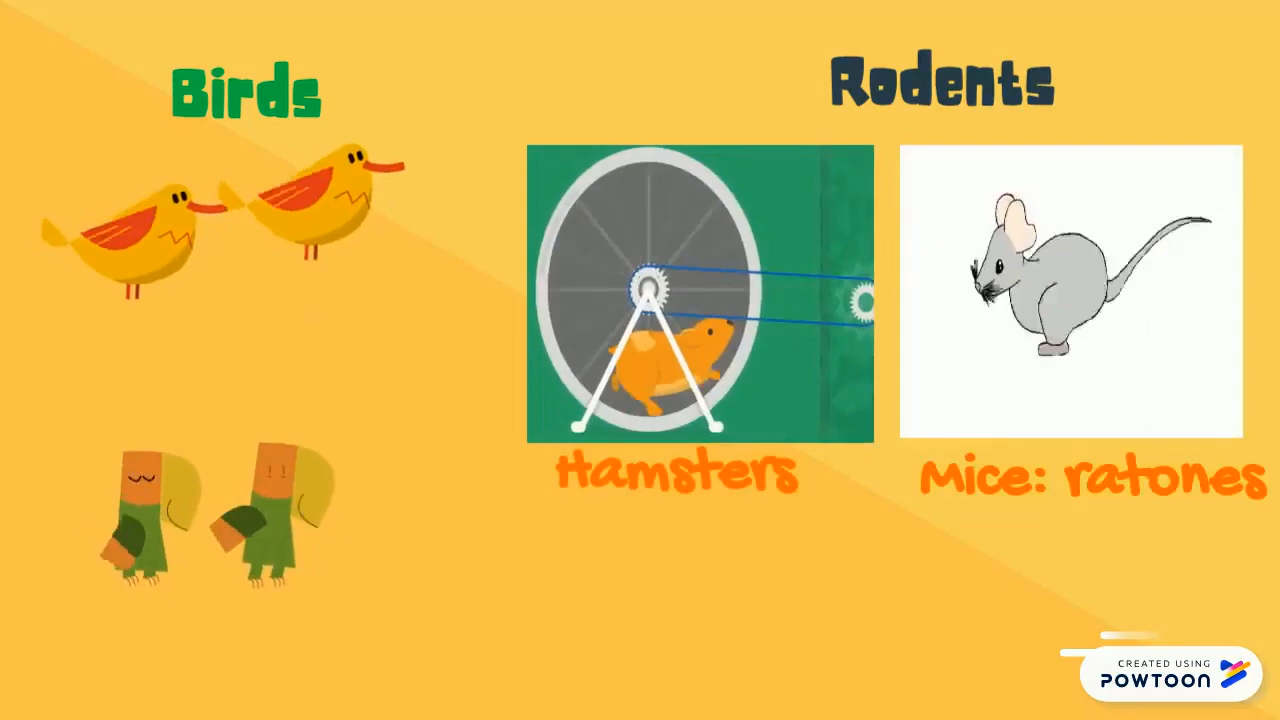 Birds
Rodents
Hamsters
Mice: ratones
CREATED USING
POWTOON